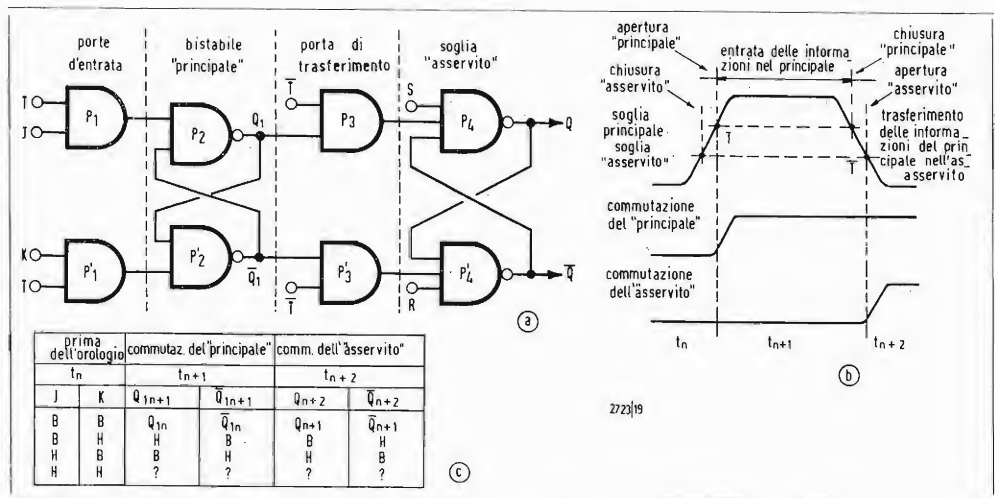 porte
d'entrata
bistabile
"principale"
porta di
trasferimento
soglia
"asservito"
T
J
P1
P2
Q1
T̅
P3
S
P4
Q
K
T
P'1
P'2
Q̅1
T̅
P'3
R
P'4
Q̅
a
apertura
"principale"
entrata delle informa_
zioni nel principale
chiusura
"principale"
chiusura
"asservito"
apertura
"asservito"
soglia
principale
soglia
"asservito"
T
T̅
trasferimento
delle informa_
zioni del prin_
cipale nell'as_
asservito
commutazione
del "principale"
commutazione
dell'"asservito"
tn
tn+1
tn+2
b
2723|19
prima
dell'orologio
commutaz. del "principale"
comm. dell'"asservito"
tn
tn+1
tn+2
J K Q1n+1 Q̅1n+1 Qn+2 Q̅n+2
B B Q1n Q̅1n Qn+1 Q̅n+1
B H H B B H
H B B H H B
H H ? ? ? ?
c